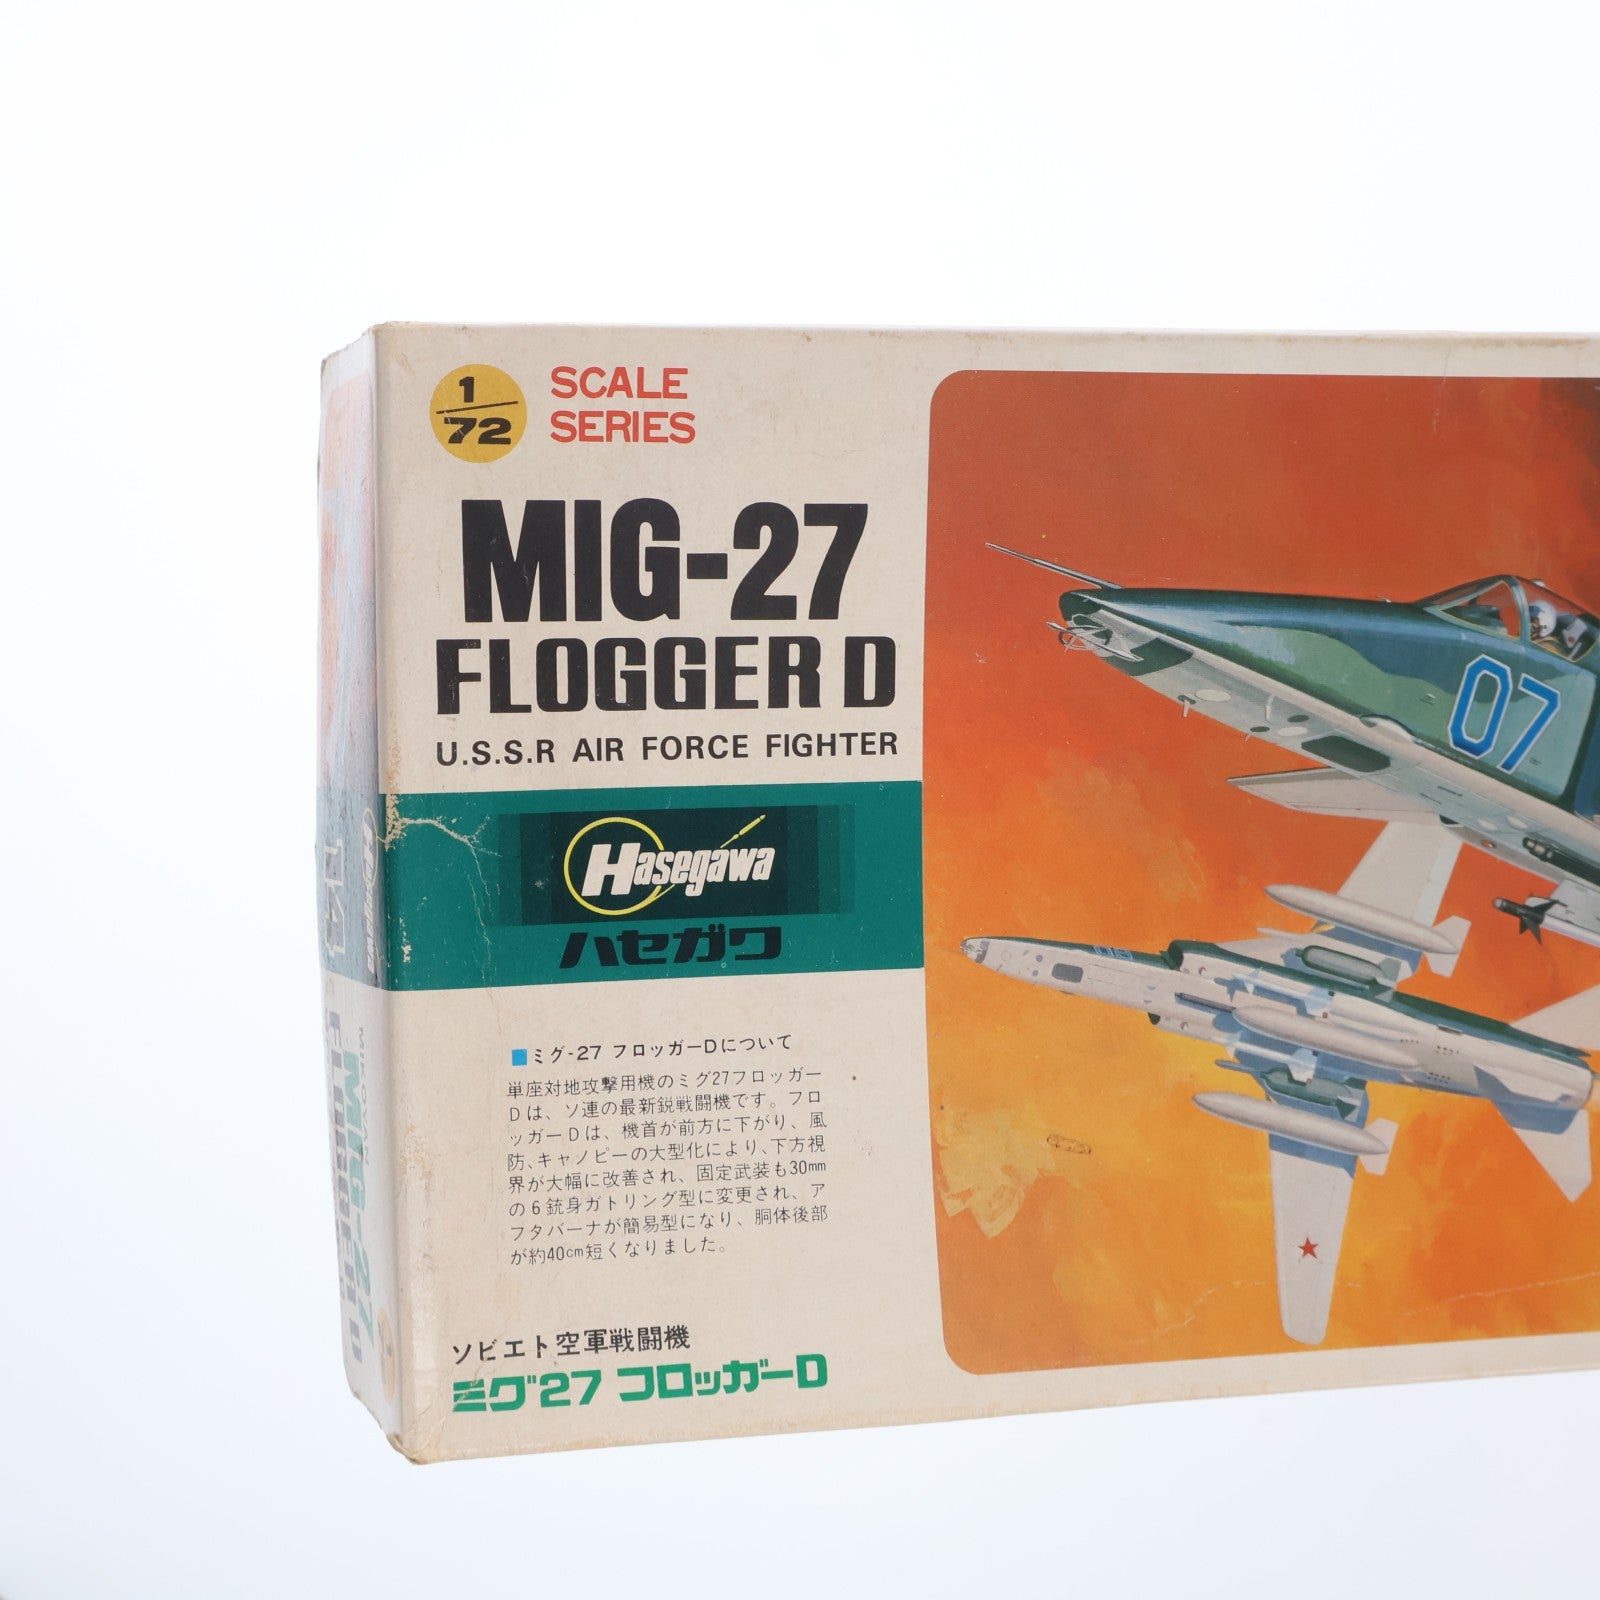 1/72
SCALE
SERIES
MIG-27
FLOGGER D
U.S.S.R AIR FORCE FIGHTER
Hasegawa
ハセガワ
■ミグ-27 フロッガーDについて
単座対地攻撃用機のミグ27フロッガー
Dは、ソ連の最新鋭戦闘機です。フロ
ッガーDは、機首が前方に下がり、風
防、キャノピーの大型化により、下方視
界が大幅に改善され、固定武装も30mm
の6銃身ガトリング型に変更され、ア
フタバーナが簡易型になり、胴体後部
が約40cm短くなりました。
ソビエト空軍戦闘機
ミグ27 フロッガーD
07
Hasegawa
MIKOYAN
MIG-27
FLOGGER D